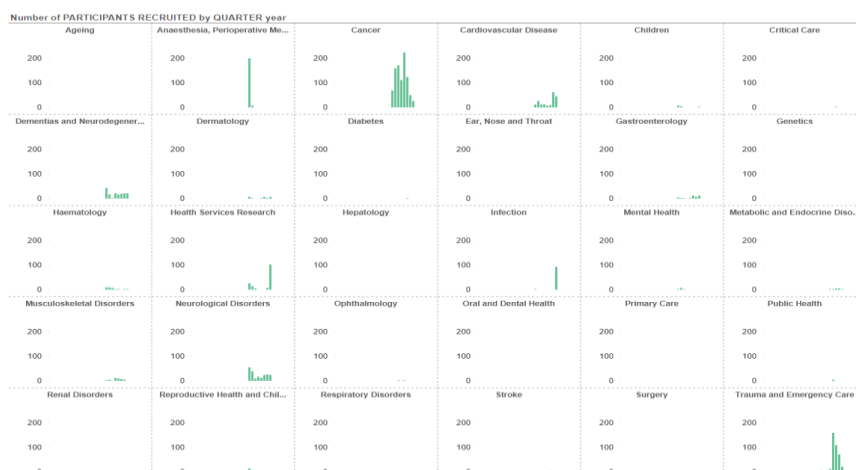 Number of PARTICIPANTS RECRUITED by QUARTER year
Ageing Anaesthesia, Perioperative Me... Cancer Cardiovascular Disease Children Critical Care
200 200 200 200 200 200
100 100 100 100 100 100
0 0 0 0 0 0
Dementias and Neurodegener... Dermatology Diabetes Ear, Nose and Throat Gastroenterology Genetics
200 200 200 200 200 200
100 100 100 100 100 100
0 0 0 0 0 0
Haematology Health Services Research Hepatology Infection Mental Health Metabolic and Endocrine Diso..
200 200 200 200 200 200
100 100 100 100 100 100
0 0 0 0 0 0
Musculoskeletal Disorders Neurological Disorders Ophthalmology Oral and Dental Health Primary Care Public Health
200 200 200 200 200 200
100 100 100 100 100 100
0 0 0 0 0 0
Renal Disorders Reproductive Health and Chil... Respiratory Disorders Stroke Surgery Trauma and Emergency Care
200 200 200 200 200 200
100 100 100 100 100 100